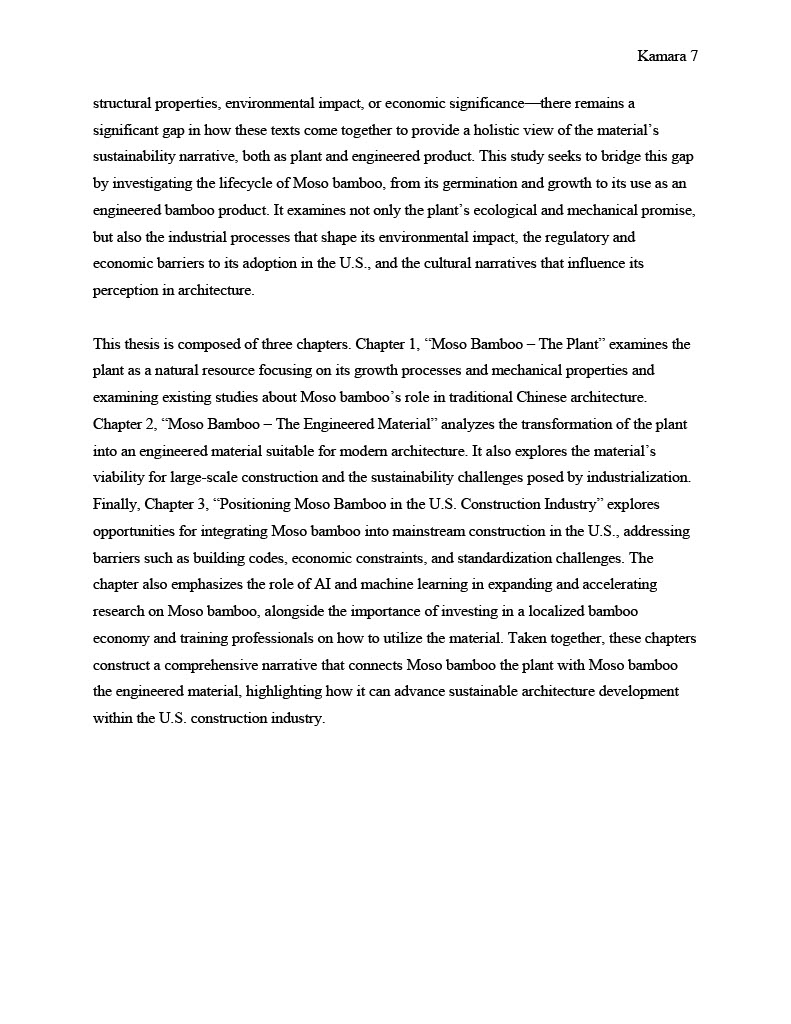 Kamara 7
structural properties, environmental impact, or economic significance—there remains a
significant gap in how these texts come together to provide a holistic view of the material’s
sustainability narrative, both as plant and engineered product. This study seeks to bridge this gap
by investigating the lifecycle of Moso bamboo, from its germination and growth to its use as an
engineered bamboo product. It examines not only the plant’s ecological and mechanical promise,
but also the industrial processes that shape its environmental impact, the regulatory and
economic barriers to its adoption in the U.S., and the cultural narratives that influence its
perception in architecture.
This thesis is composed of three chapters. Chapter 1, “Moso Bamboo – The Plant” examines the
plant as a natural resource focusing on its growth processes and mechanical properties and
examining existing studies about Moso bamboo’s role in traditional Chinese architecture.
Chapter 2, “Moso Bamboo – The Engineered Material” analyzes the transformation of the plant
into an engineered material suitable for modern architecture. It also explores the material’s
viability for large-scale construction and the sustainability challenges posed by industrialization.
Finally, Chapter 3, “Positioning Moso Bamboo in the U.S. Construction Industry” explores
opportunities for integrating Moso bamboo into mainstream construction in the U.S., addressing
barriers such as building codes, economic constraints, and standardization challenges. The
chapter also emphasizes the role of AI and machine learning in expanding and accelerating
research on Moso bamboo, alongside the importance of investing in a localized bamboo
economy and training professionals on how to utilize the material. Taken together, these chapters
construct a comprehensive narrative that connects Moso bamboo the plant with Moso bamboo
the engineered material, highlighting how it can advance sustainable architecture development
within the U.S. construction industry.